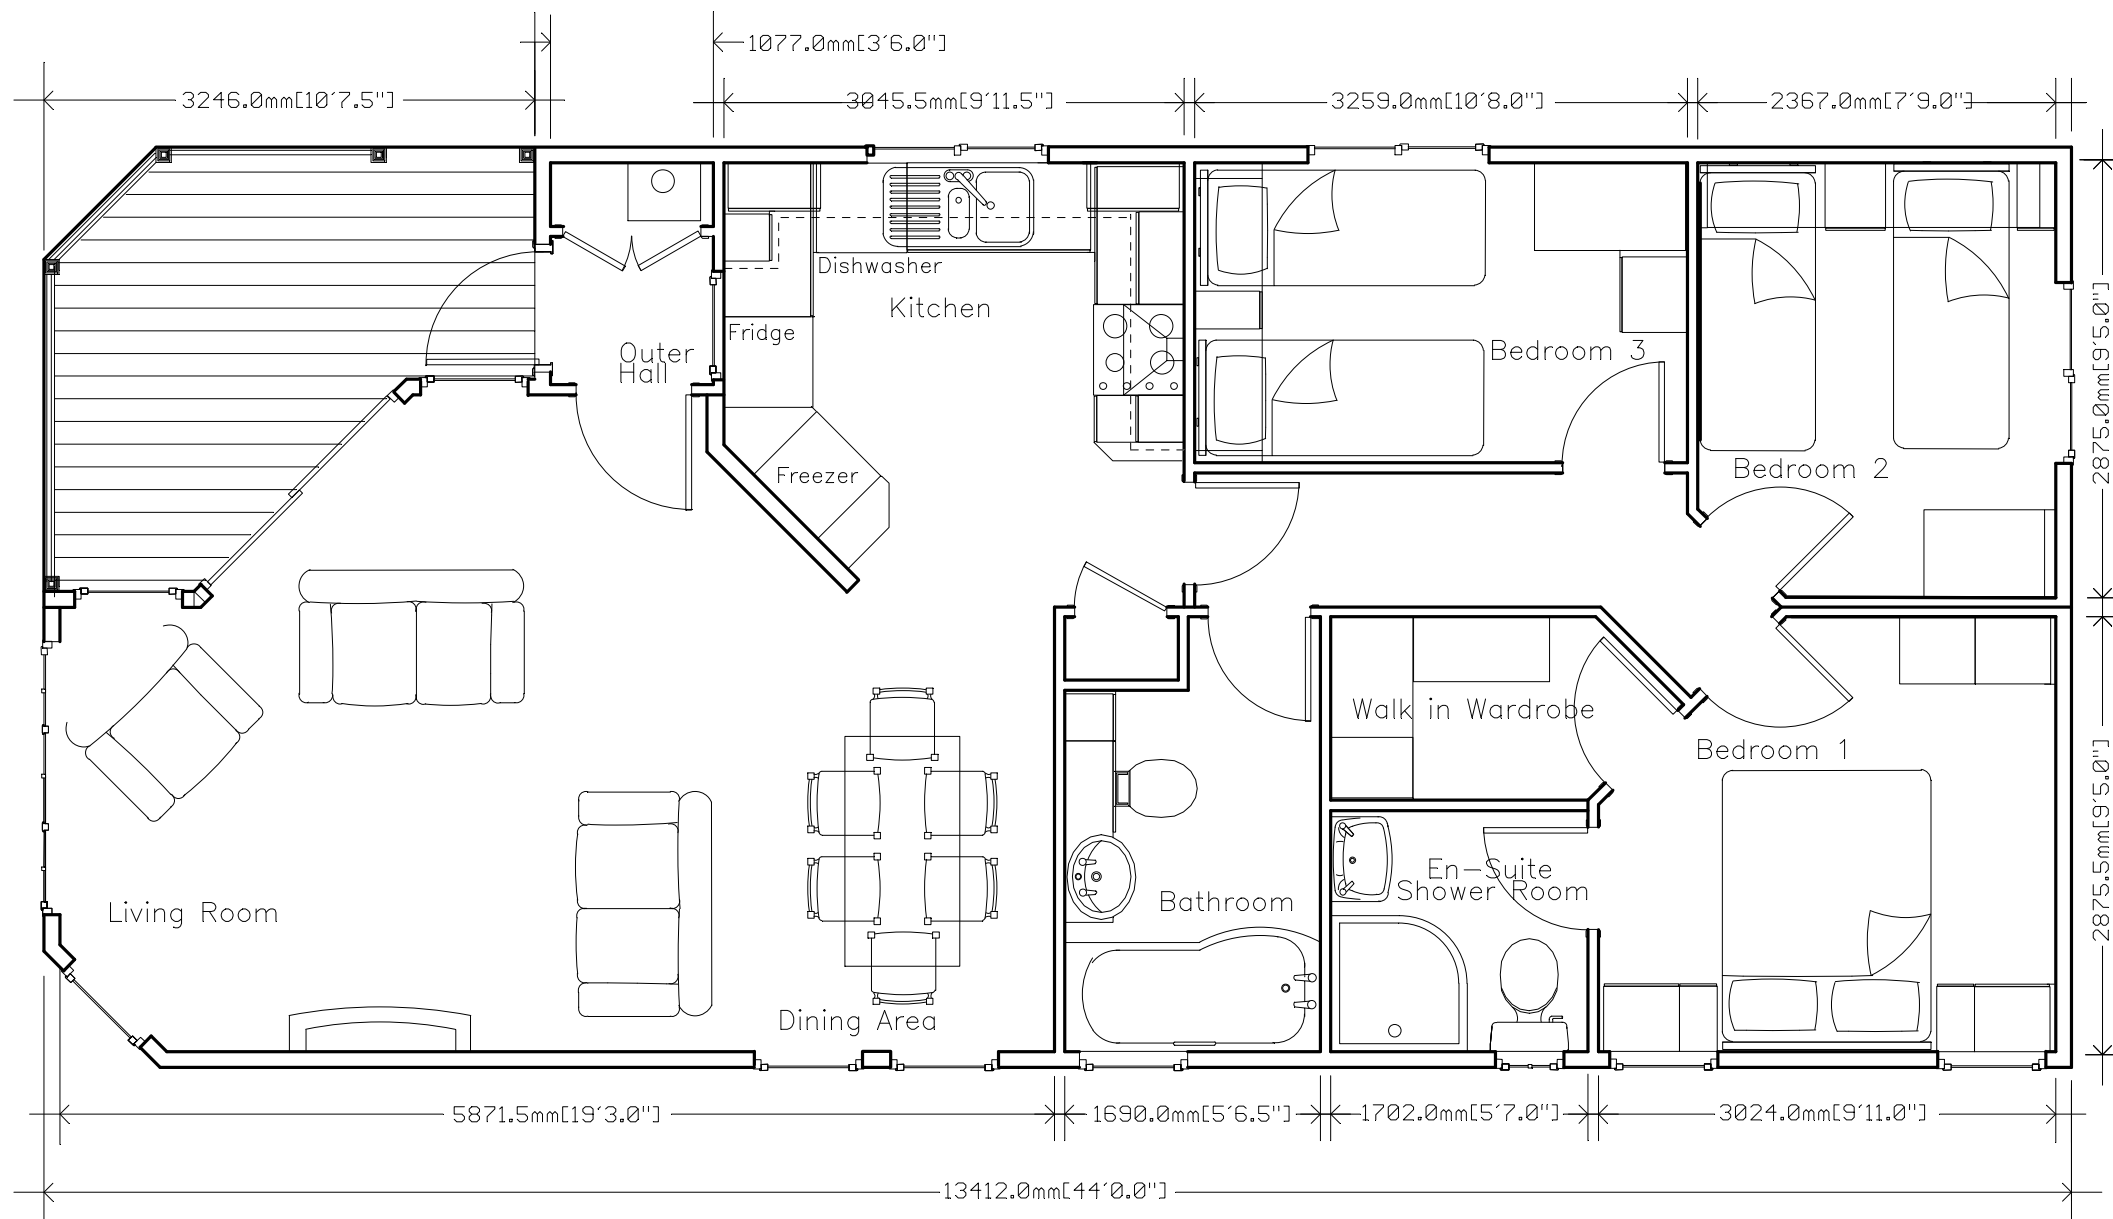 1077.0mm[3'6.0"]
3246.0mm[10'7.5"]
3045.5mm[9'11.5"]
3259.0mm[10'8.0"]
2367.0mm[7'9.0"]
Dishwasher
Kitchen
Fridge
Outer
Hall
Bedroom 3
2875.0mm[9'5.0"]
Bedroom 2
Freezer
Walk in Wardrobe
Bedroom 1
2875.5mm[9'5.0"]
En-Suite
Shower Room
Bathroom
Living Room
Dining Area
5871.5mm[19'3.0"]
1690.0mm[5'6.5"]
1702.0mm[5'7.0"]
3024.0mm[9'11.0"]
13412.0mm[44'0.0"]